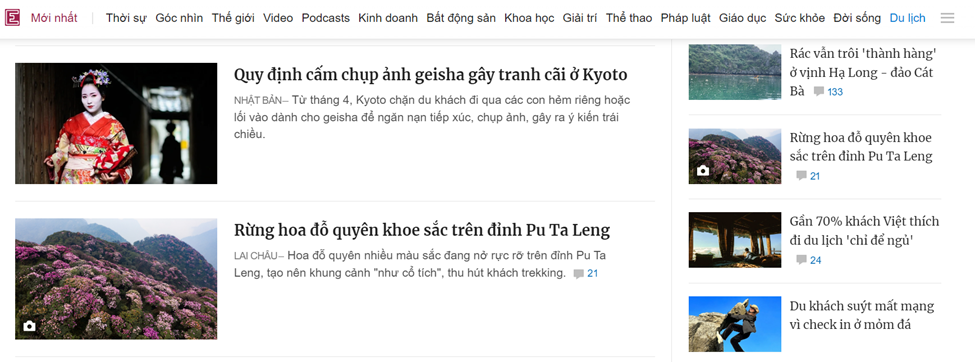 E Mới nhất Thời sự Góc nhìn Thế giới Video Podcasts Kinh doanh Bất động sản Khoa học Giải trí Thể thao Pháp luật Giáo dục Sức khỏe Đời sống Du lịch
Quy định cấm chụp ảnh geisha gây tranh cãi ở Kyoto
NHẬT BẢN– Từ tháng 4, Kyoto chặn du khách đi qua các con hẻm riêng hoặc
lối vào dành cho geisha để ngăn nạn tiếp xúc, chụp ảnh, gây ra ý kiến trái
chiều.
Rừng hoa đỗ quyên khoe sắc trên đỉnh Pu Ta Leng
LAI CHÂU– Hoa đỗ quyên nhiều màu sắc đang nở rực rỡ trên đỉnh Pu Ta
Leng, tạo nên khung cảnh "như cổ tích", thu hút khách trekking. 21
Rác vẫn trôi 'thành hàng'
ở vịnh Hạ Long - đảo Cát
Bà 133
Rừng hoa đỗ quyên khoe
sắc trên đỉnh Pu Ta Leng
21
Gần 70% khách Việt thích
đi du lịch 'chỉ để ngủ'
24
Du khách suýt mất mạng
vì check in ở mỏm đá